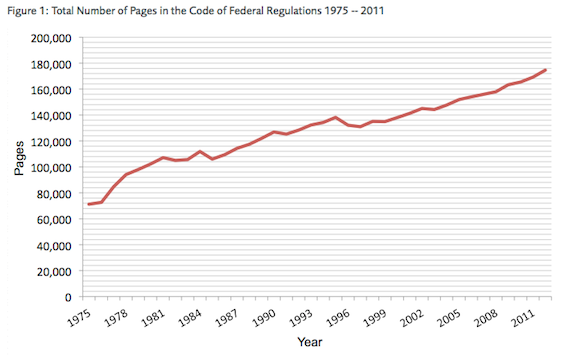 Figure 1: Total Number of Pages in the Code of Federal Regulations 1975 -- 2011
200,000
180,000
160,000
140,000
120,000
100,000
80,000
60,000
40,000
20,000
0
Pages
1975 1978 1981 1984 1987 1990 1993 1996 1999 2002 2005 2008 2011
Year